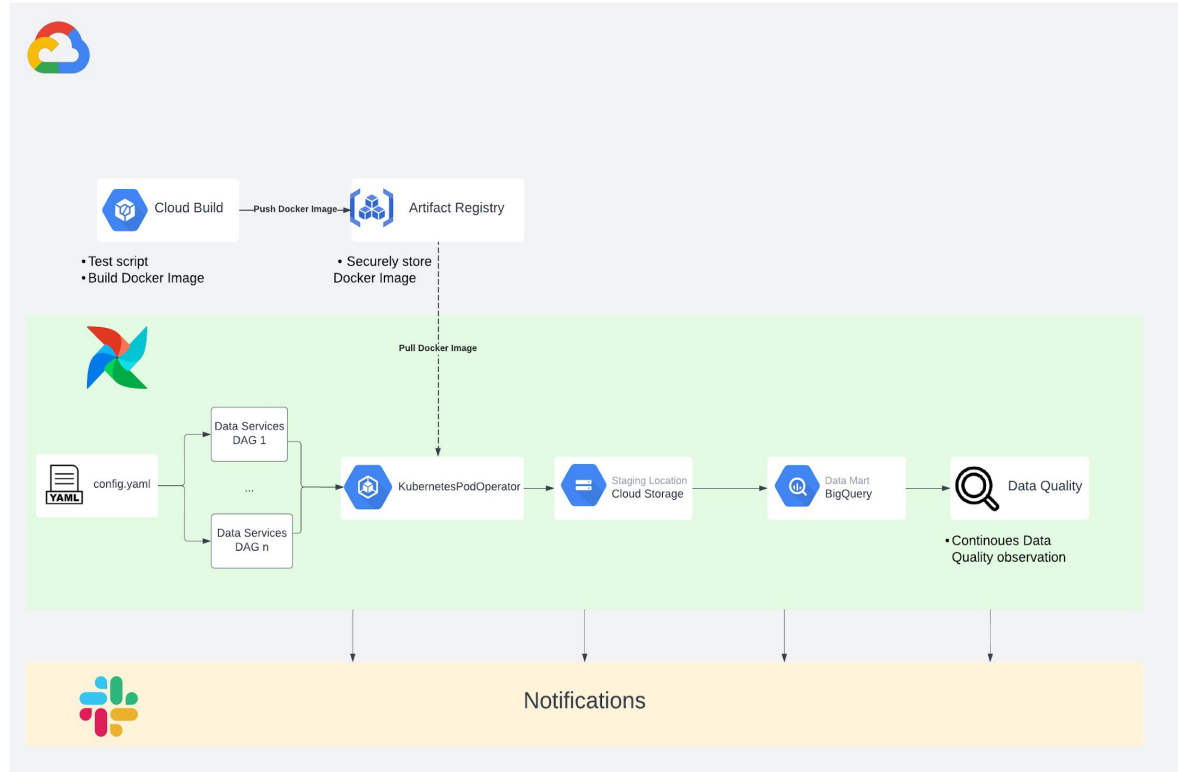 Cloud Build
Push Docker Image
Artifact Registry
• Test script
• Build Docker Image
• Securely store
Docker Image
Pull Docker Image
YAML
config.yaml
Data Services
DAG 1
...
Data Services
DAG n
KubernetesPodOperator
Staging Location
Cloud Storage
Data Mart
BigQuery
Data Quality
• Continoues Data
Quality observation
Notifications